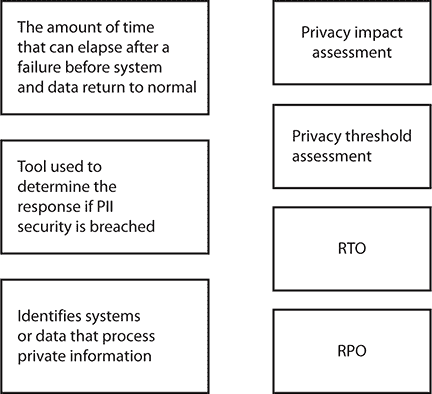 The amount of time
that can elapse after a
failure before system
and data return to normal
Tool used to
determine the
response if PII
security is breached
Identifies systems
or data that process
private information
Privacy impact
assessment
Privacy threshold
assessment
RTO
RPO